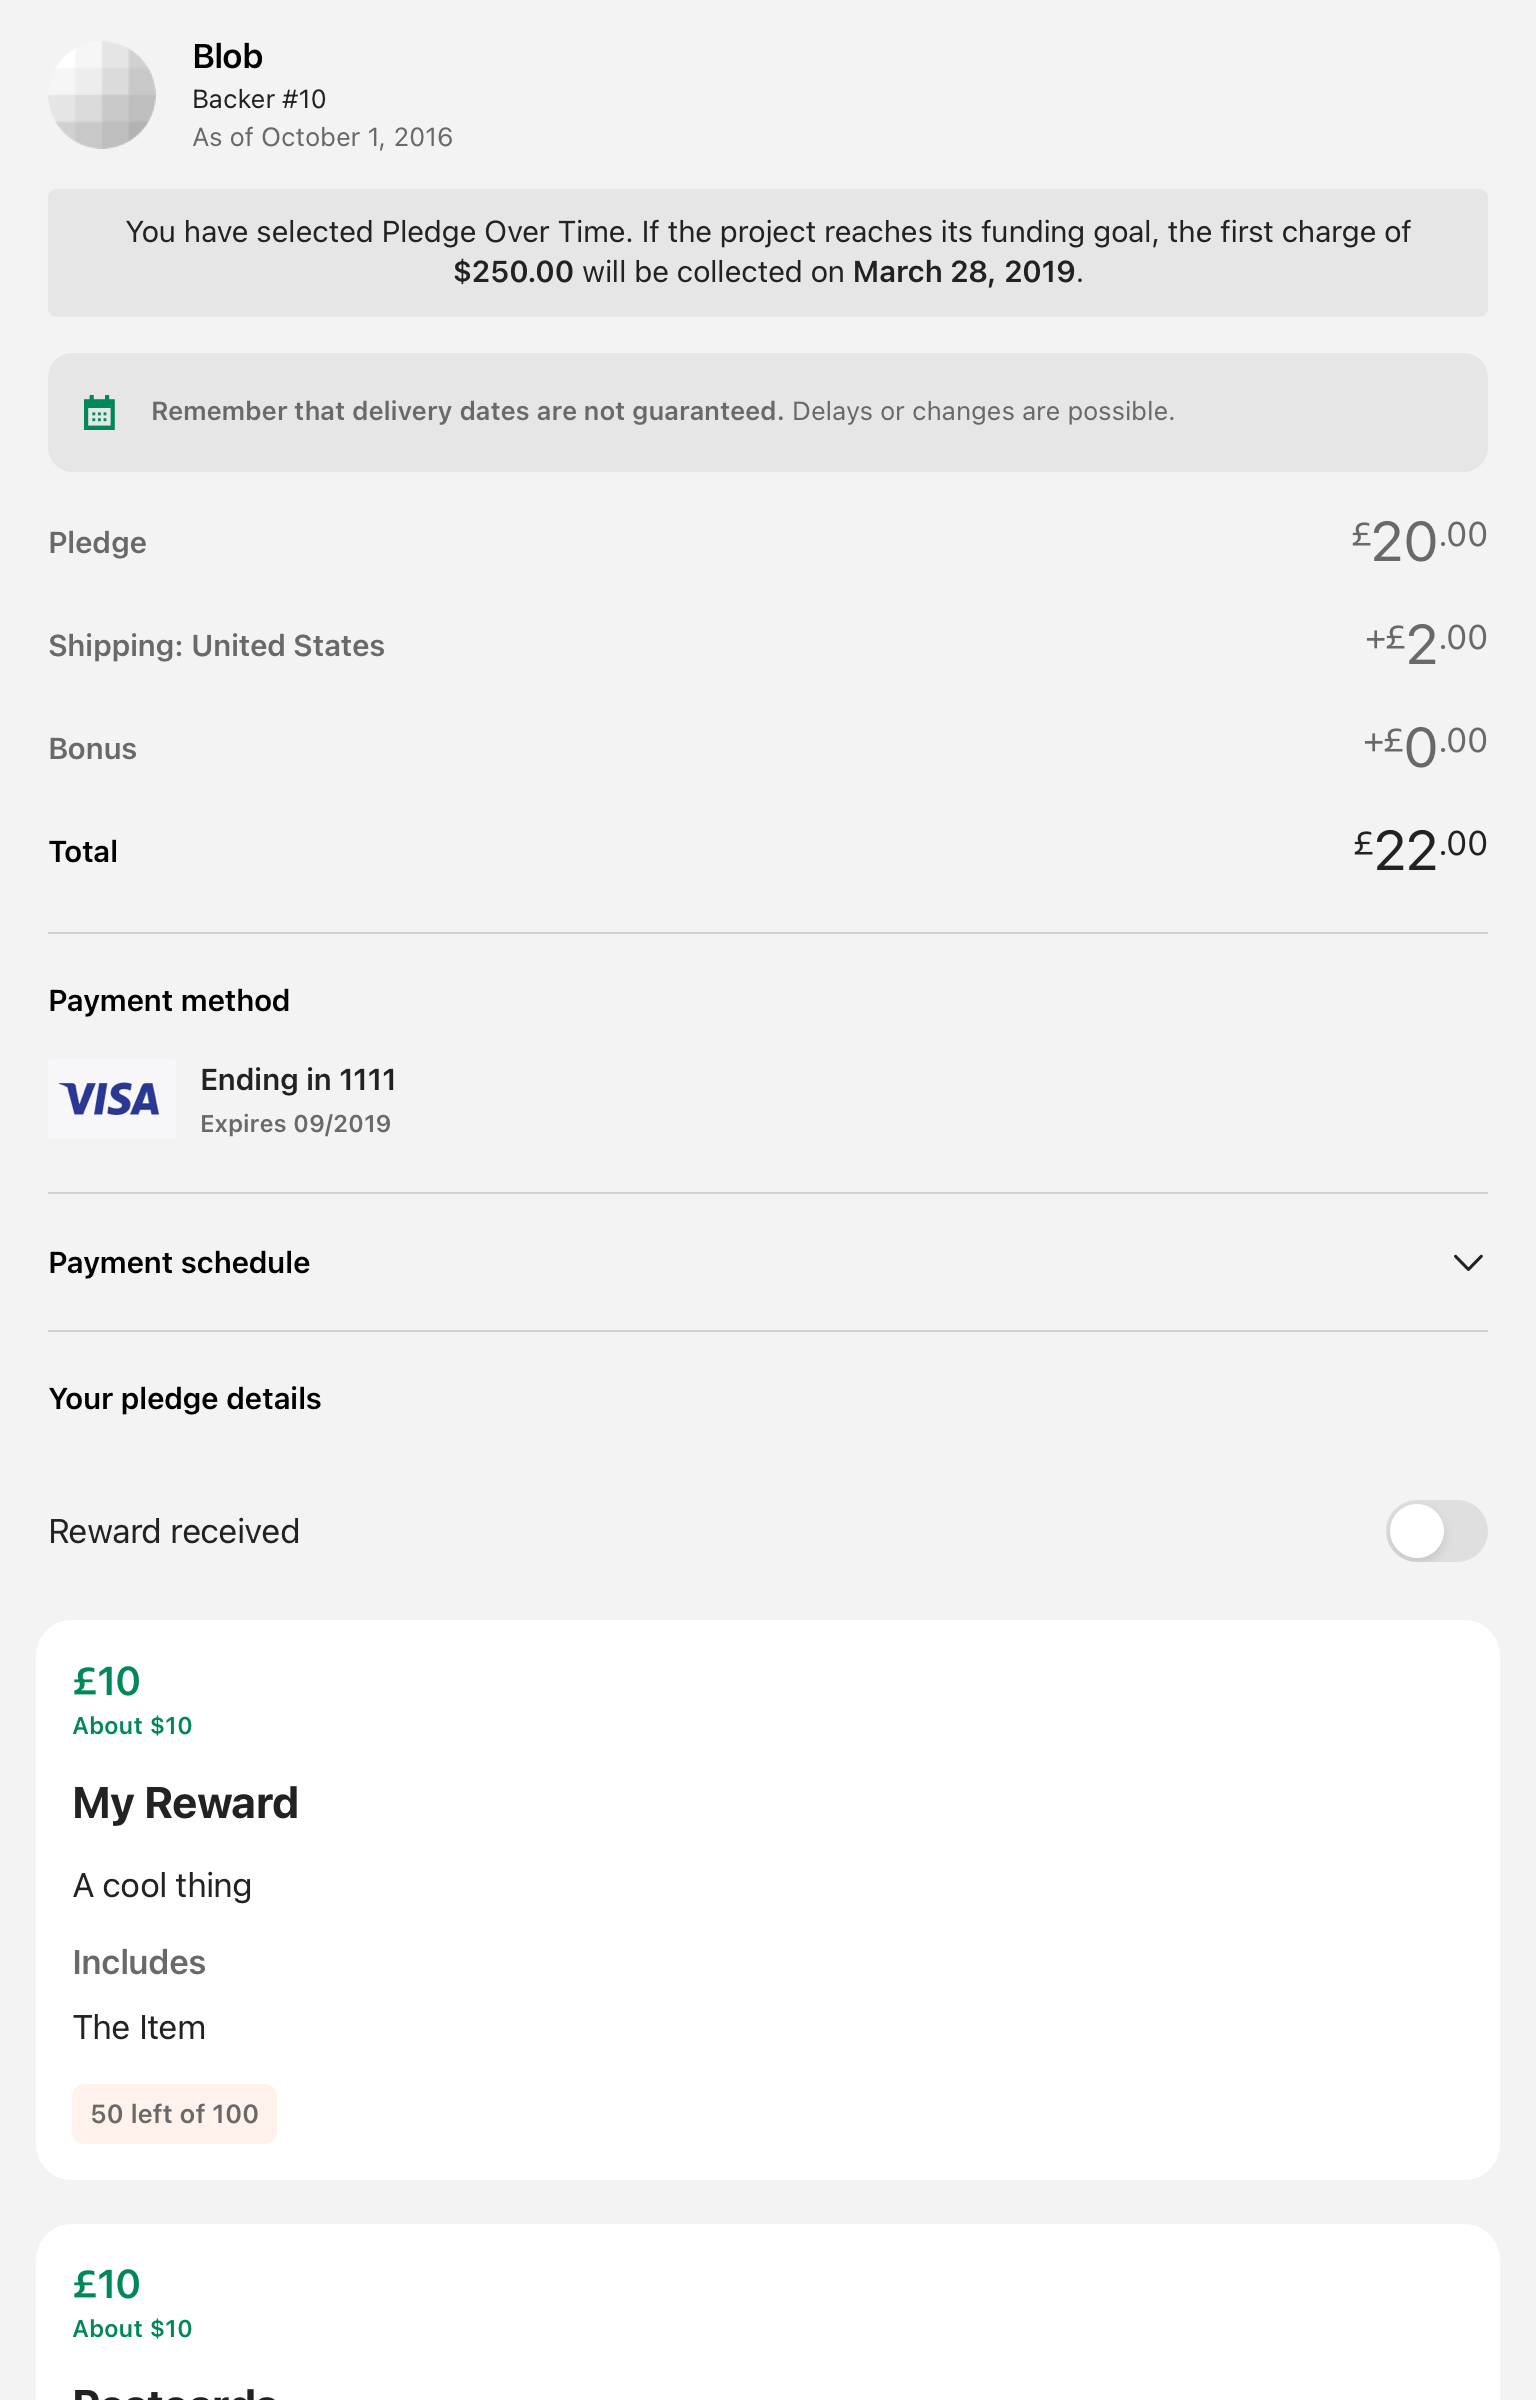 Blob
Backer #10
As of October 1, 2016
You have selected Pledge Over Time. If the project reaches its funding goal, the first charge of
$250.00 will be collected on March 28, 2019.
Remember that delivery dates are not guaranteed. Delays or changes are possible.
Pledge £20.00
Shipping: United States +£2.00
Bonus +£0.00
Total £22.00
Payment method
VISA
Ending in 1111
Expires 09/2019
Payment schedule
Your pledge details
Reward received
£10
About $10
My Reward
A cool thing
Includes
The Item
50 left of 100
£10
About $10